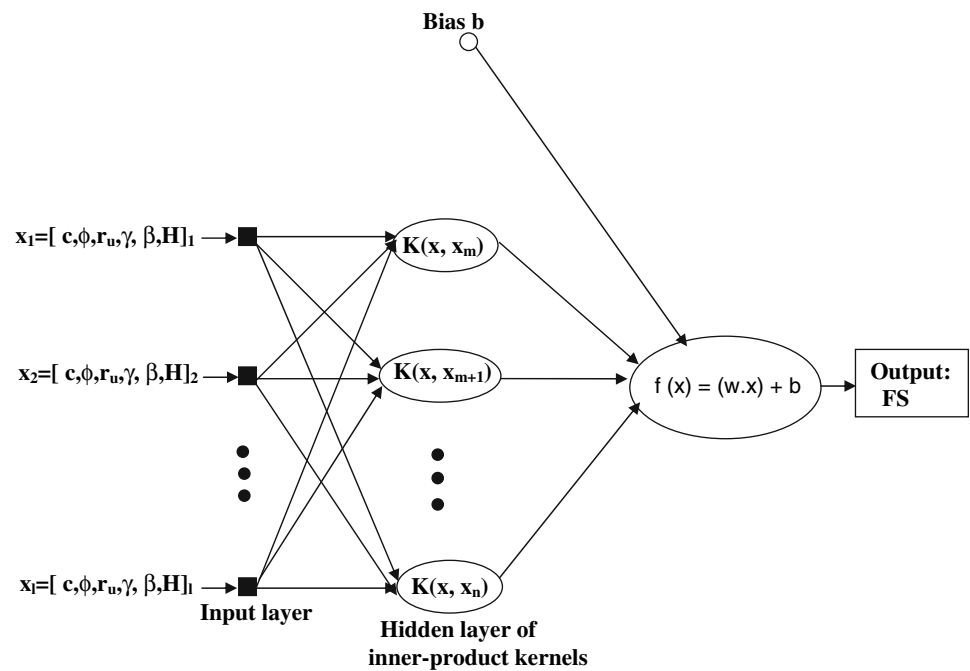 Bias b
x₁=[ c,ϕ,rᵤ,γ, β,H]₁
K(x, xₘ)
x₂=[ c,ϕ,rᵤ,γ, β,H]₂
K(x, xₘ₊₁)
f (x) = (w.x) + b
Output:
FS
xₗ=[ c,ϕ,rᵤ,γ, β,H]ₗ
K(x, xₙ)
Input layer
Hidden layer of
inner-product kernels